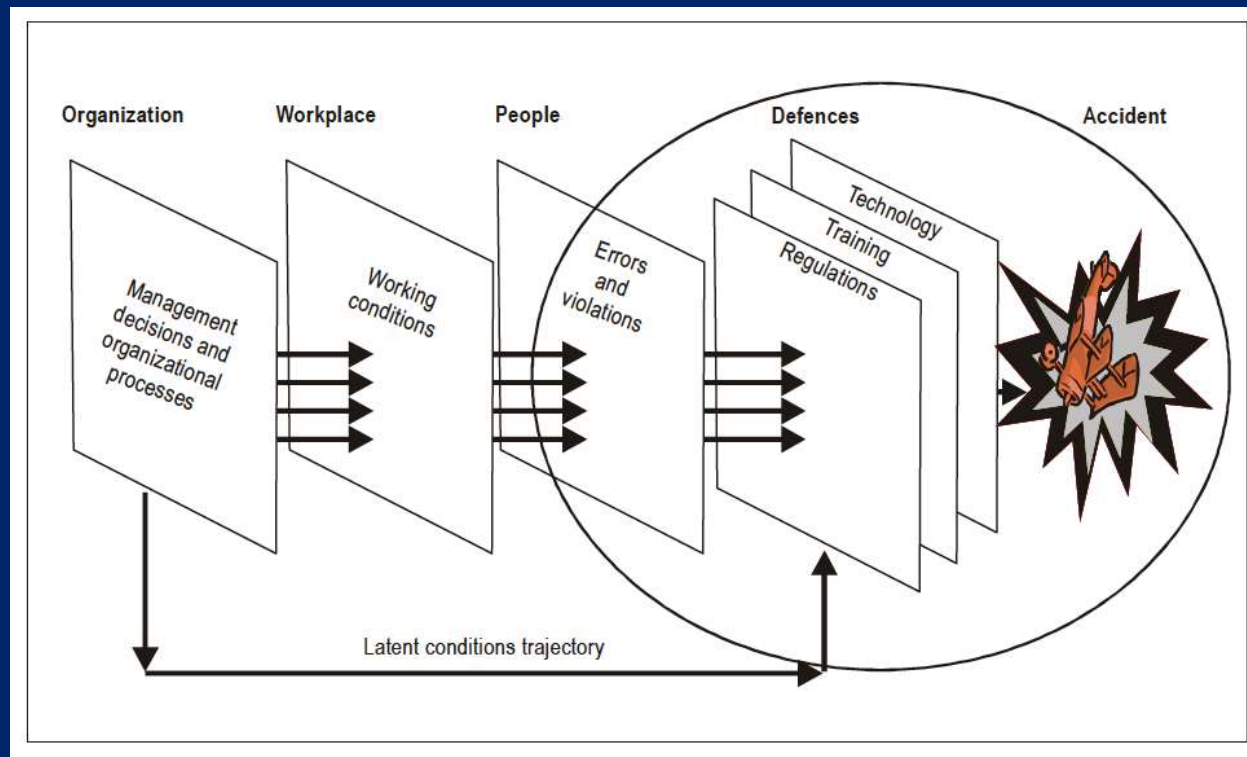 Organization
Workplace
People
Defences
Accident
Management
decisions and
organizational
processes
Working
conditions
Errors
and
violations
Technology
Training
Regulations
Latent conditions trajectory